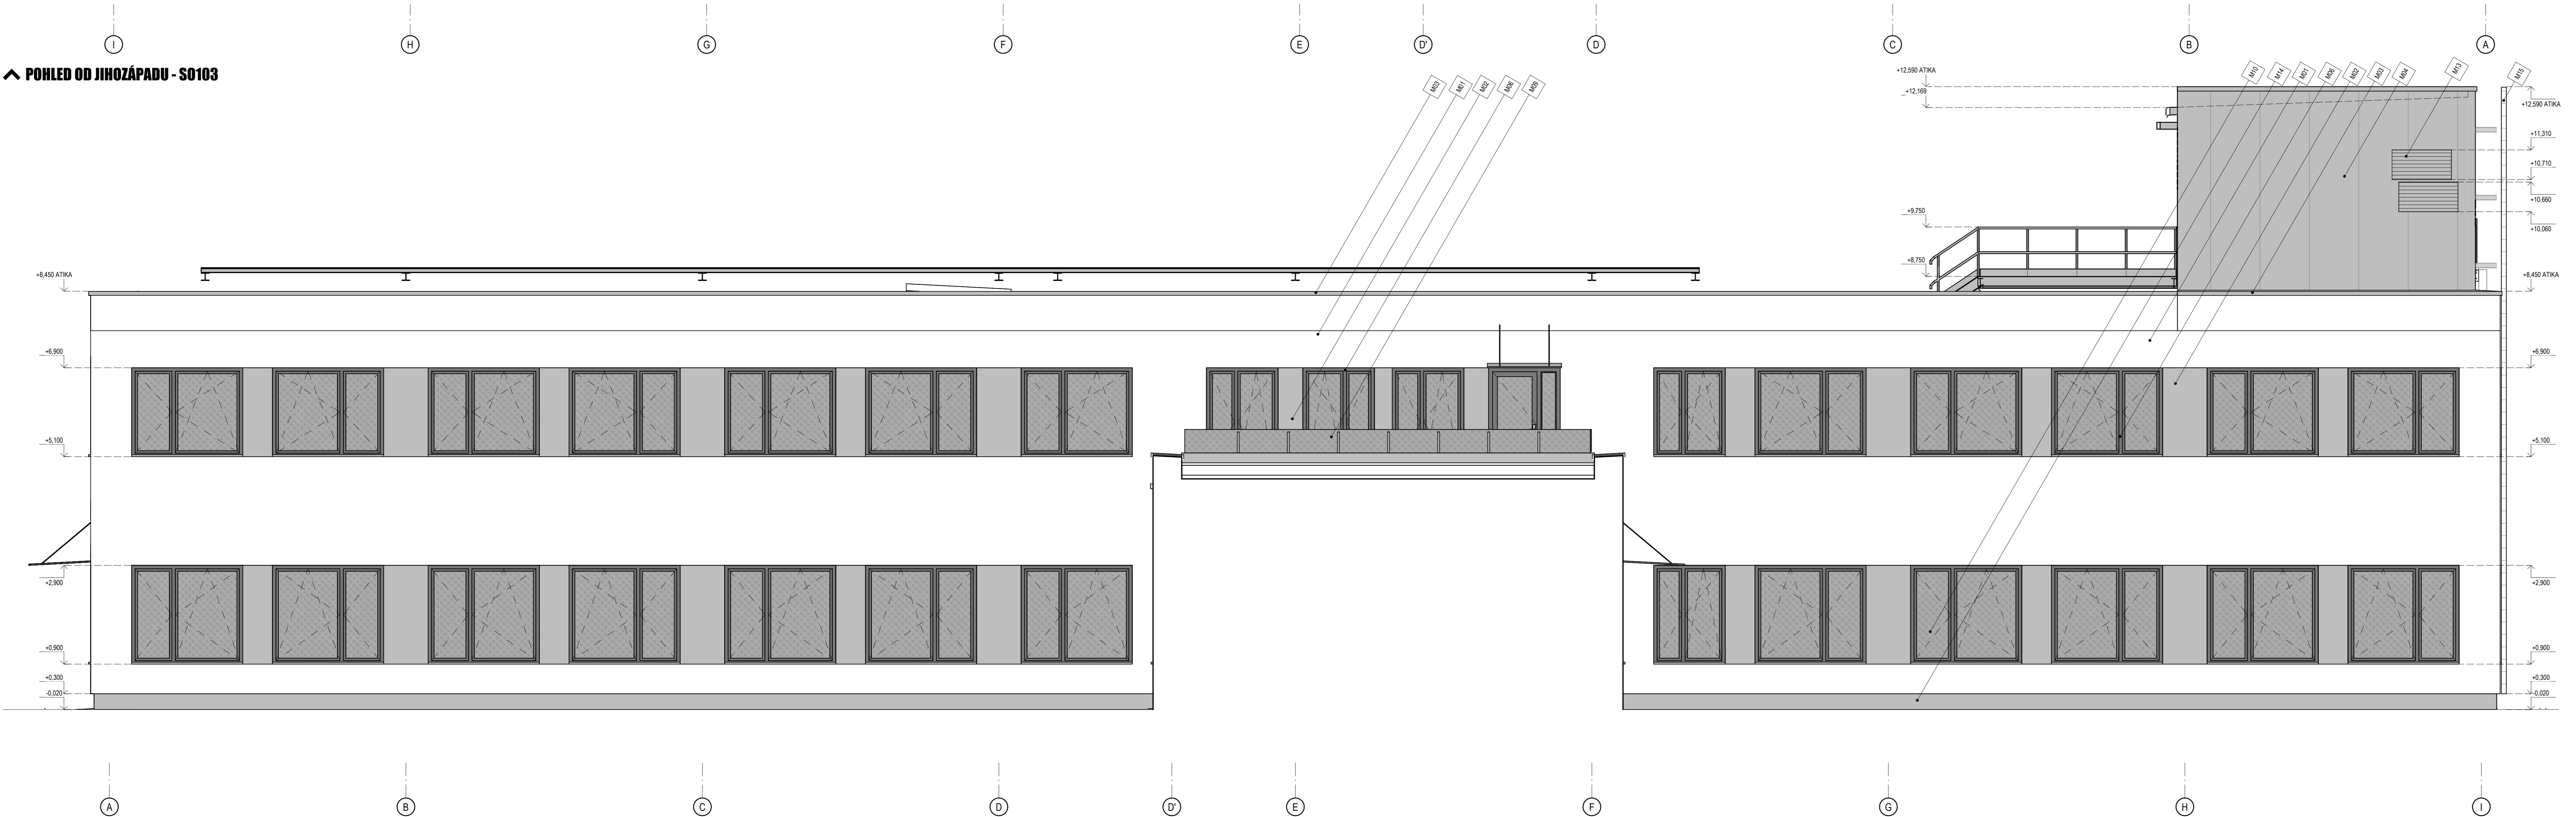 I H G F E D' D C B A
POHLED OD JIHOZÁPADU - SO103
M03 M01 M02 M06 M09
M10 M14 M01 M06 M02 M03 M04 M13 M15
+12,590 ATIKA
+12,169
+12,590 ATIKA
+11,310
+10,710
+10,660
+10,060
+9,750
+8,750
+8,450 ATIKA
+8,450 ATIKA
+6,900
+6,900
+5,100
+5,100
+2,900
+2,900
+0,900
+0,900
+0,300
+0,300
-0,020
-0,020
A B C D D' E F G H I